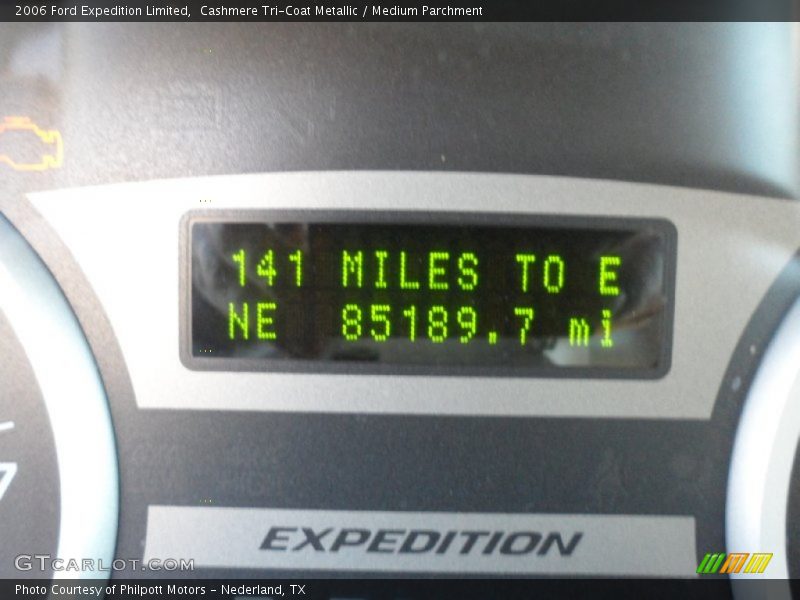 2006 Ford Expedition Limited,  Cashmere Tri-Coat Metallic / Medium Parchment
141 MILES TO E
NE 85189.7 mi
EXPEDITION
GTCARLOT.COM
Photo Courtesy of Philpott Motors - Nederland, TX